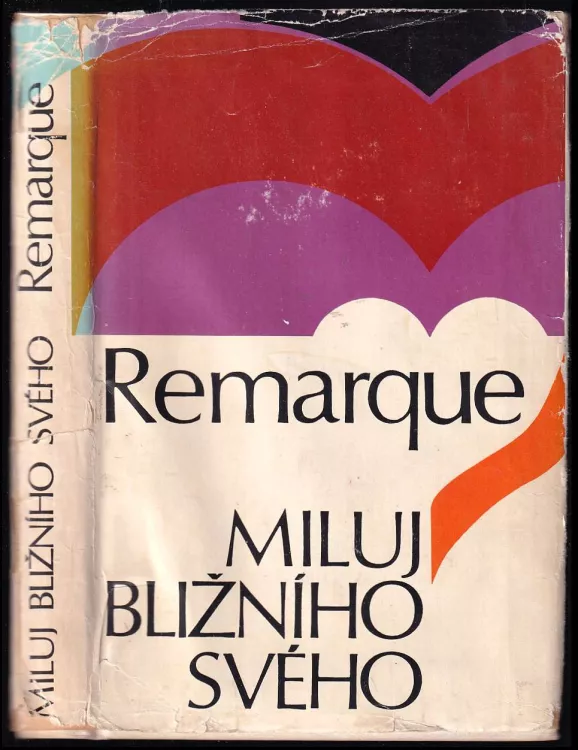 Remarque
MILUJ
BLIŽNÍHO
SVÉHO
MILUJ BLIŽNÍHO SVÉHO Remarque